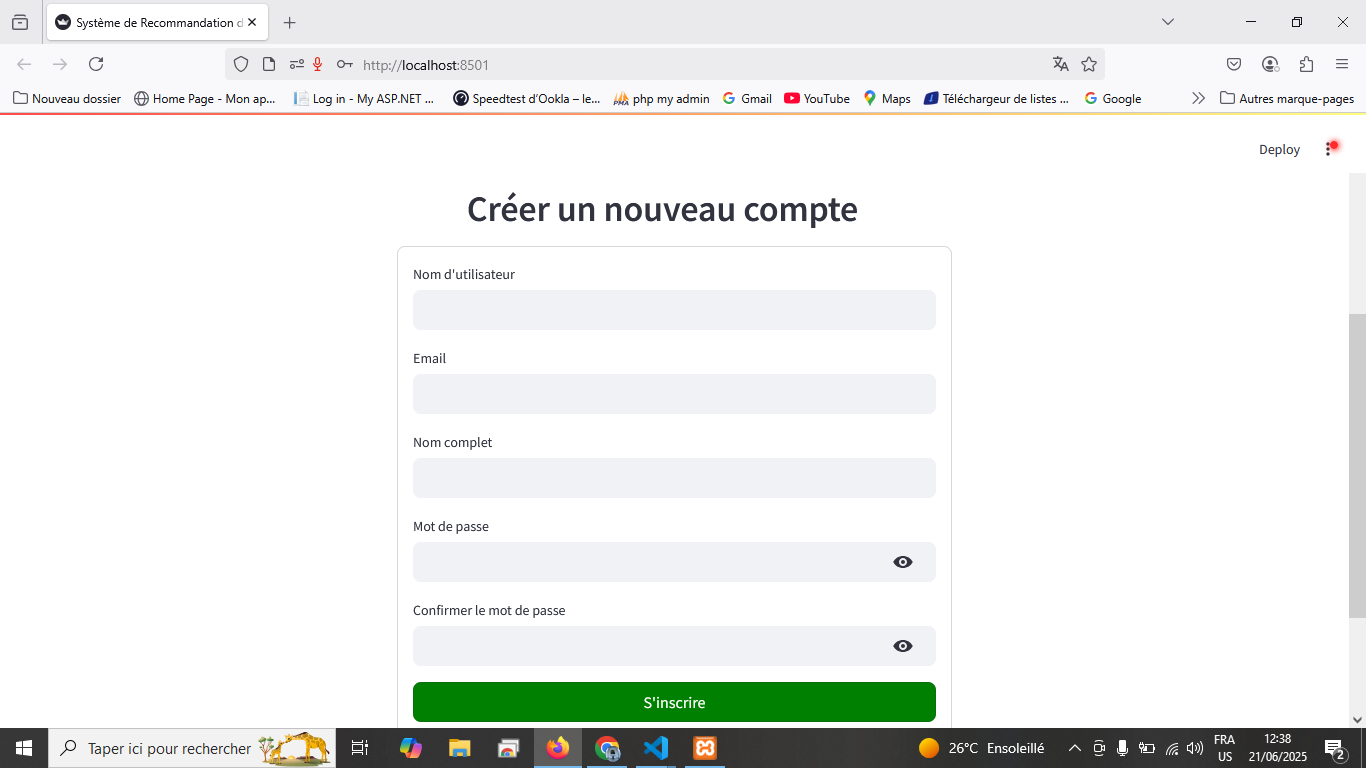 Système de Recommandation d
http://localhost:8501
Nouveau dossier
Home Page - Mon ap...
Log in - My ASP.NET ...
Speedtest d'Ookla – le...
PMA
php my admin
Gmail
YouTube
Maps
Téléchargeur de listes ...
Google
Autres marque-pages
Deploy
Créer un nouveau compte
Nom d'utilisateur
Email
Nom complet
Mot de passe
Confirmer le mot de passe
S'inscrire
Taper ici pour rechercher
26°C Ensoleillé
FRA
US
12:38
21/06/2025
2